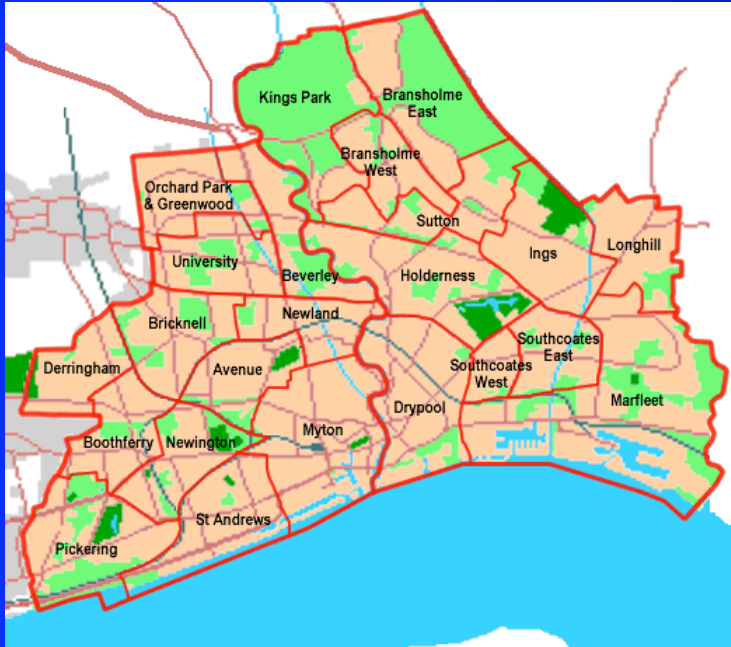 Kings Park
Bransholme
East
Bransholme
West
Orchard Park
& Greenwood
Sutton
Ings
Longhill
University
Beverley
Holderness
Newland
Bricknell
Southcoates
East
Derringham
Avenue
Southcoates
West
Marfleet
Drypool
Boothferry
Newington
Myton
St Andrews
Pickering